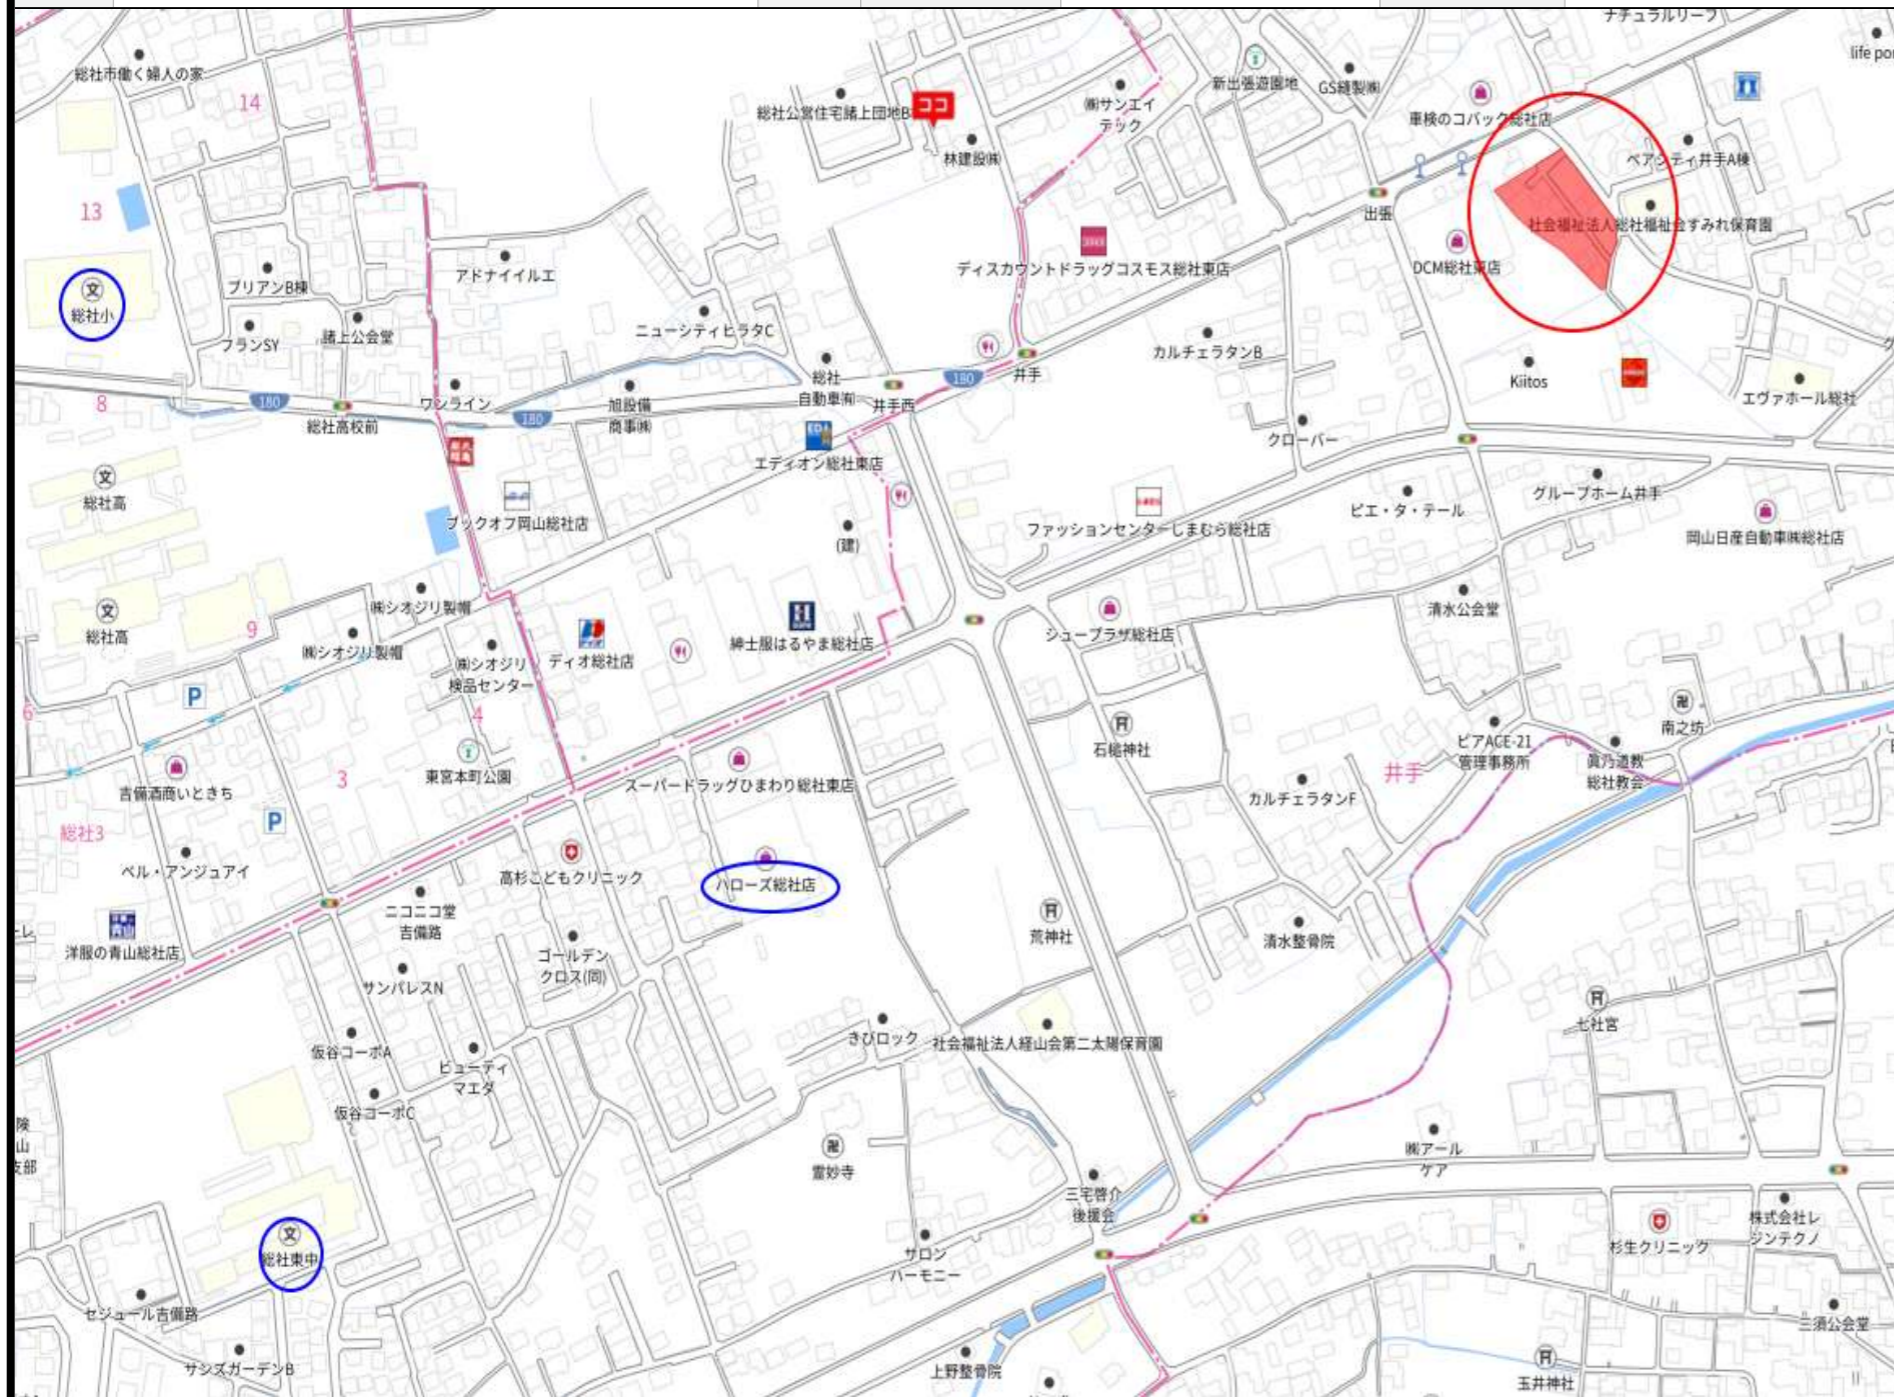 ナチュラルリーフ
総社市働く婦人の家
14
総社公営住宅諸上団地B
ココ
林建設㈱
㈱サンエイ
テック
新出張遊園地
GS縫製㈱
車検のコバック総社店
life
ベアシティ井手A棟
13
出張
社会福祉法人総社福祉会すみれ保育園
DCM総社東店
ディスカウントドラッグコスモス総社東店
アドナイイルエ
ブリアンB棟
総社小
フランSY
諸上公会堂
ニューシティヒラタC
カルチェラタンB
井手
180
総社
自動車㈲
井手西
Kiitos
エヴァホール総社
8
180
総社高校前
ワンライン
180
旭設備
商事㈱
クローバー
エディオン総社東店
総社高
ブックオフ岡山総社店
(建)
ファッションセンターしまむら総社店
ピエ・タ・テール
グループホーム井手
岡山日産自動車㈱総社店
総社高
㈱シオジリ製帽
9
㈱シオジリ製帽
㈱シオジリ
検品センター
ディオ総社店
紳士服はるやま総社店
シュープラザ総社店
清水公会堂
P
6
4
東宮本町公園
石槌神社
南之坊
ピアACE-21
管理事務所
眞乃道教
総社教会
井手
吉備酒商いときち
3
スーパードラッグひまわり総社東店
カルチェラタンF
P
総社3
ベル・アンジュアイ
高杉こどもクリニック
ハローズ総社店
ニコニコ堂
吉備路
洋服の青山総社店
ゴールデン
クロス(同)
荒神社
清水整骨院
サンパレスN
七社宮
仮谷コーポA
ビューティ
マエダ
きびロック
社会福祉法人経山会第二太陽保育園
仮谷コーポC
険
山
支部
霊妙寺
㈱アール
ケア
三宅啓介
後援会
総社東中
サロン
ハーモニー
杉生クリニック
株式会社レ
ジンテクノ
セジュール吉備路
サンズガーデンB
上野整骨院
三須公会堂
玉井神社